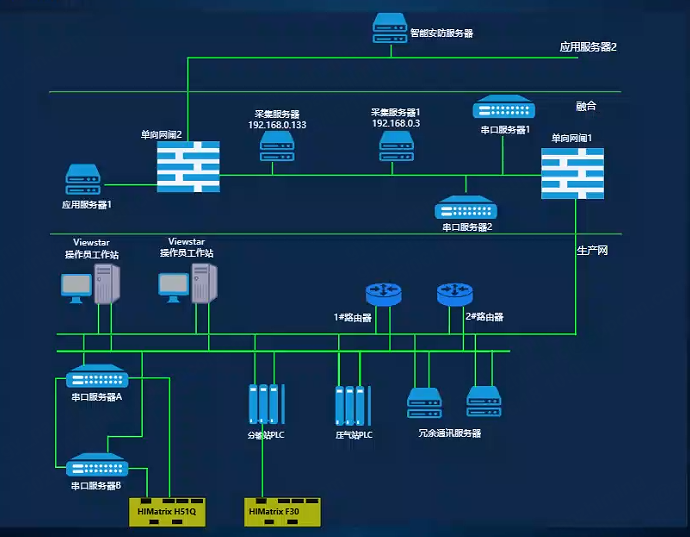 智能安防服务器
应用服务器2
采集服务器
192.168.0.133
采集服务器1
192.168.0.3
融合
串口服务器1
单向网闸2
单向网闸1
应用服务器1
串口服务器2
生产网
Viewstar
操作员工作站
Viewstar
操作员工作站
1#路由器
2#路由器
串口服务器A
分输站PLC
压气站PLC
冗余通讯服务器
串口服务器B
HIMatrix H51Q
HIMatrix F30